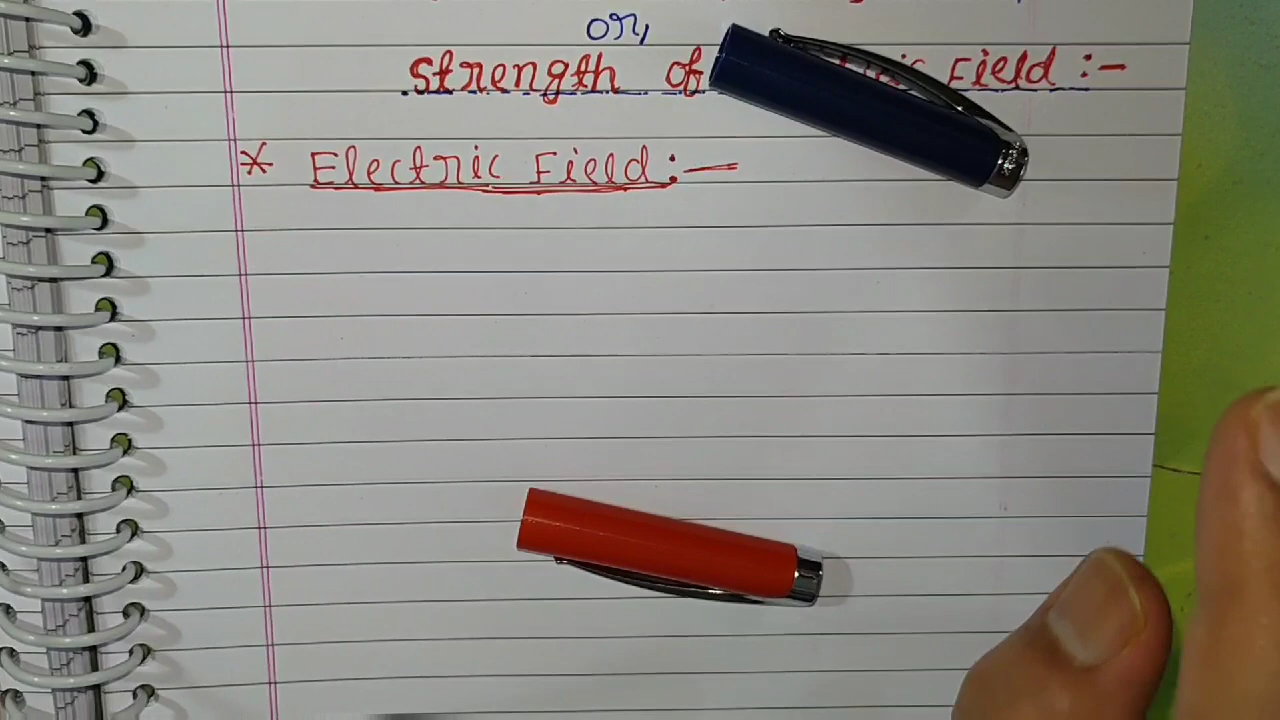 or,
Strength of Field :-
* Electric Field :-